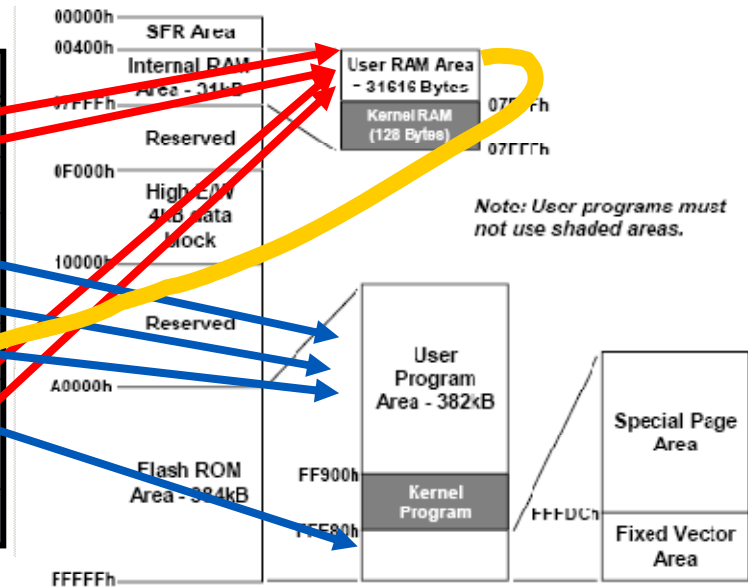 00000h
SFR Area
00400h
Internal RAM
Area - 31kB
07FFFh
Reserved
0F000h
High E/W
4kB data
block
10000h
Reserved
A0000h
Flash ROM
Area - 384kB
FFFFFh
User RAM Area
- 31616 Bytes
Kernel RAM
(128 Bytes)
07FFFh
Note: User programs must
not use shaded areas.
User
Program
Area - 382kB
FF900h
Kernel
Program
Special Page
Area
FFFDCh
Fixed Vector
Area